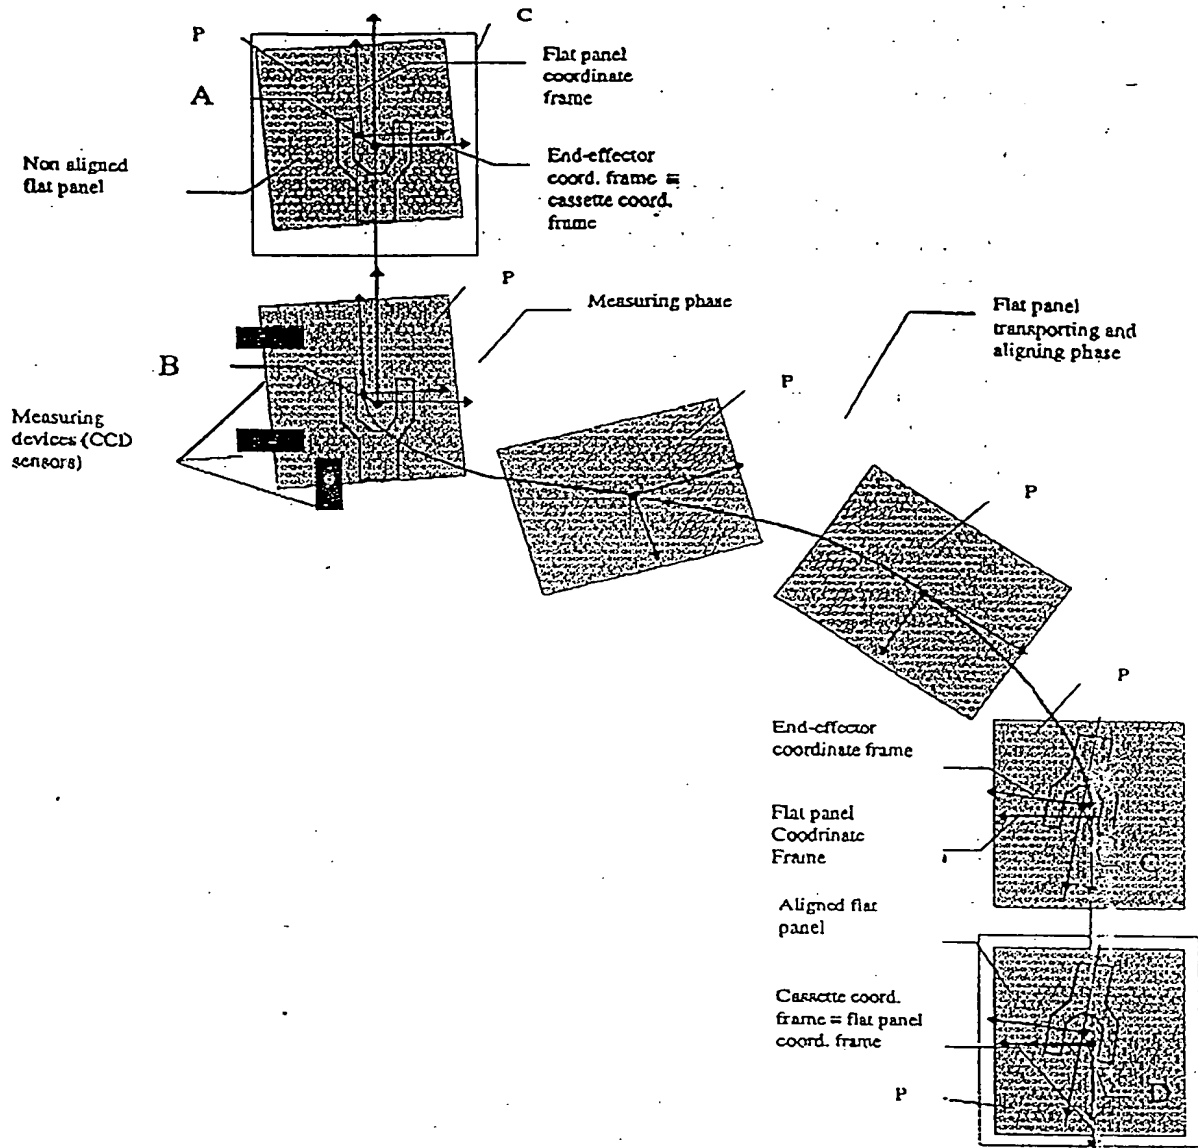 C
P
Flat panel
coordinate
frame
A
Non aligned
flat panel
End-effector
coord. frame =
cassette coord.
frame
P
Measuring phase
Flat panel
transporting and
aligning phase
B
P
Measuring
devices (CCD
sensors)
P
P
End-effector
coordinate frame
Flat panel
Coodrinate
Frame
C
Aligned flat
panel
Cassette coord.
frame = flat panel
coord. frame
P
D